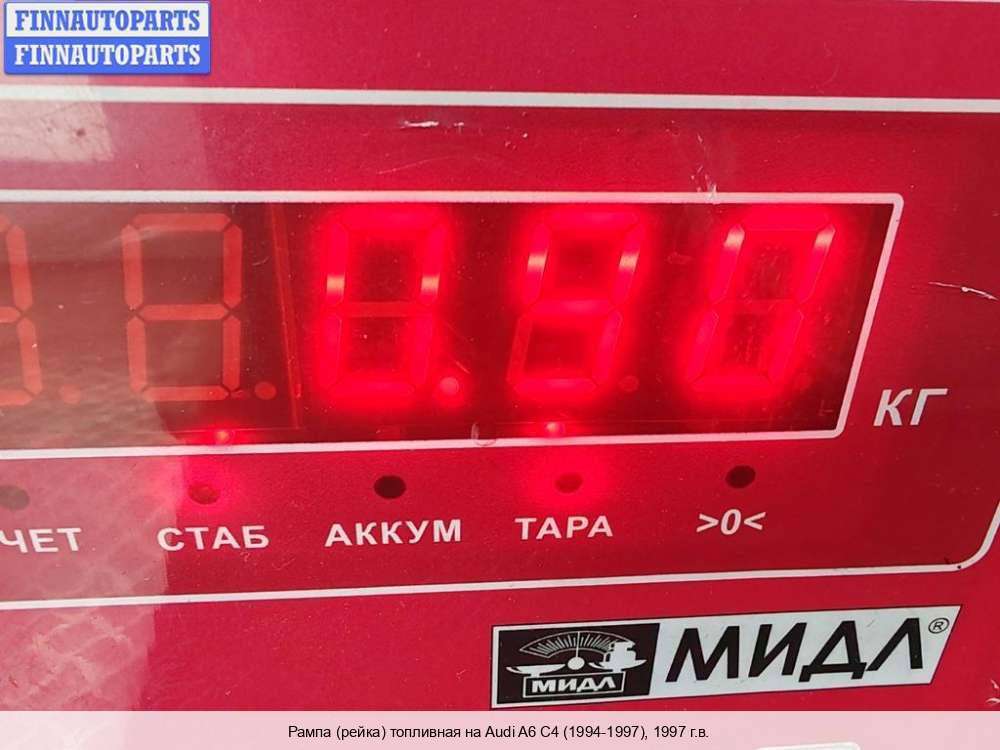 FINNAUTOPARTS
FINNAUTOPARTS
0.90
КГ
ЧЕТ СТАБ АККУМ ТАРА >0<
МИДЛ МИДЛ®
Рампа (рейка) топливная на Audi A6 C4 (1994-1997), 1997 г.в.